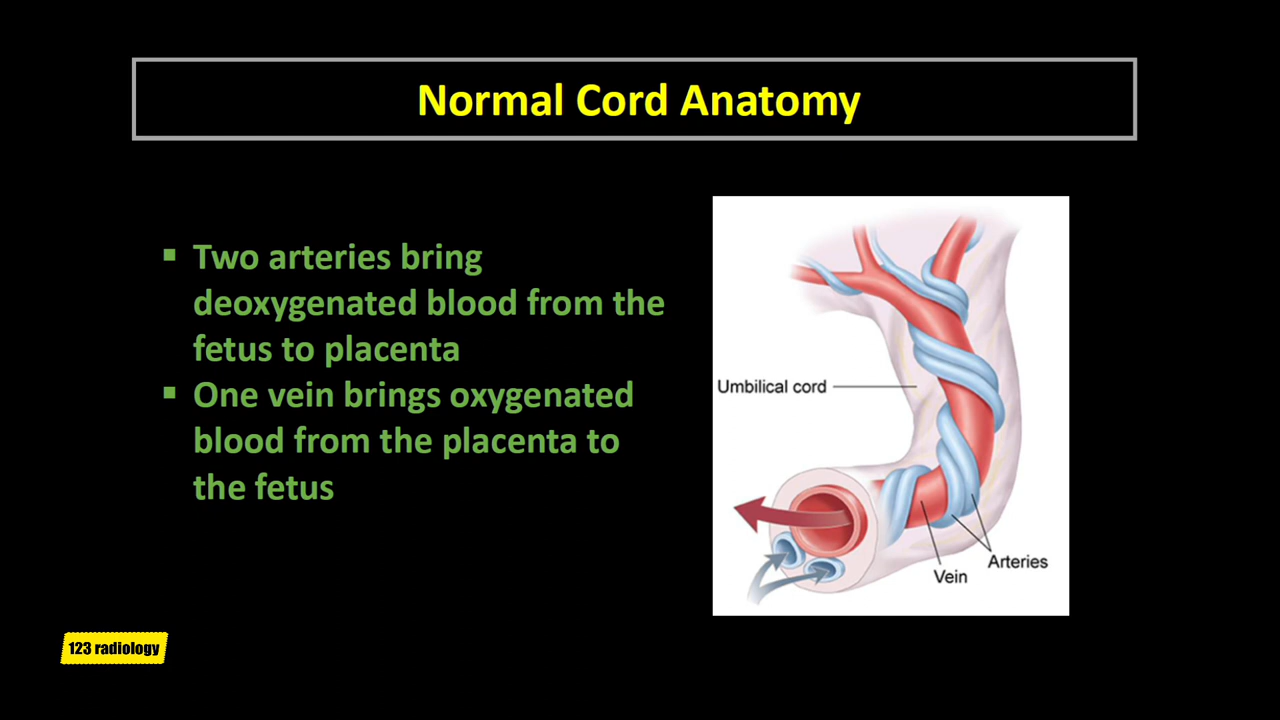 Normal Cord Anatomy
▪ Two arteries bring
deoxygenated blood from the
fetus to placenta
▪ One vein brings oxygenated
blood from the placenta to
the fetus
Umbilical cord
Arteries
Vein
123 radiology